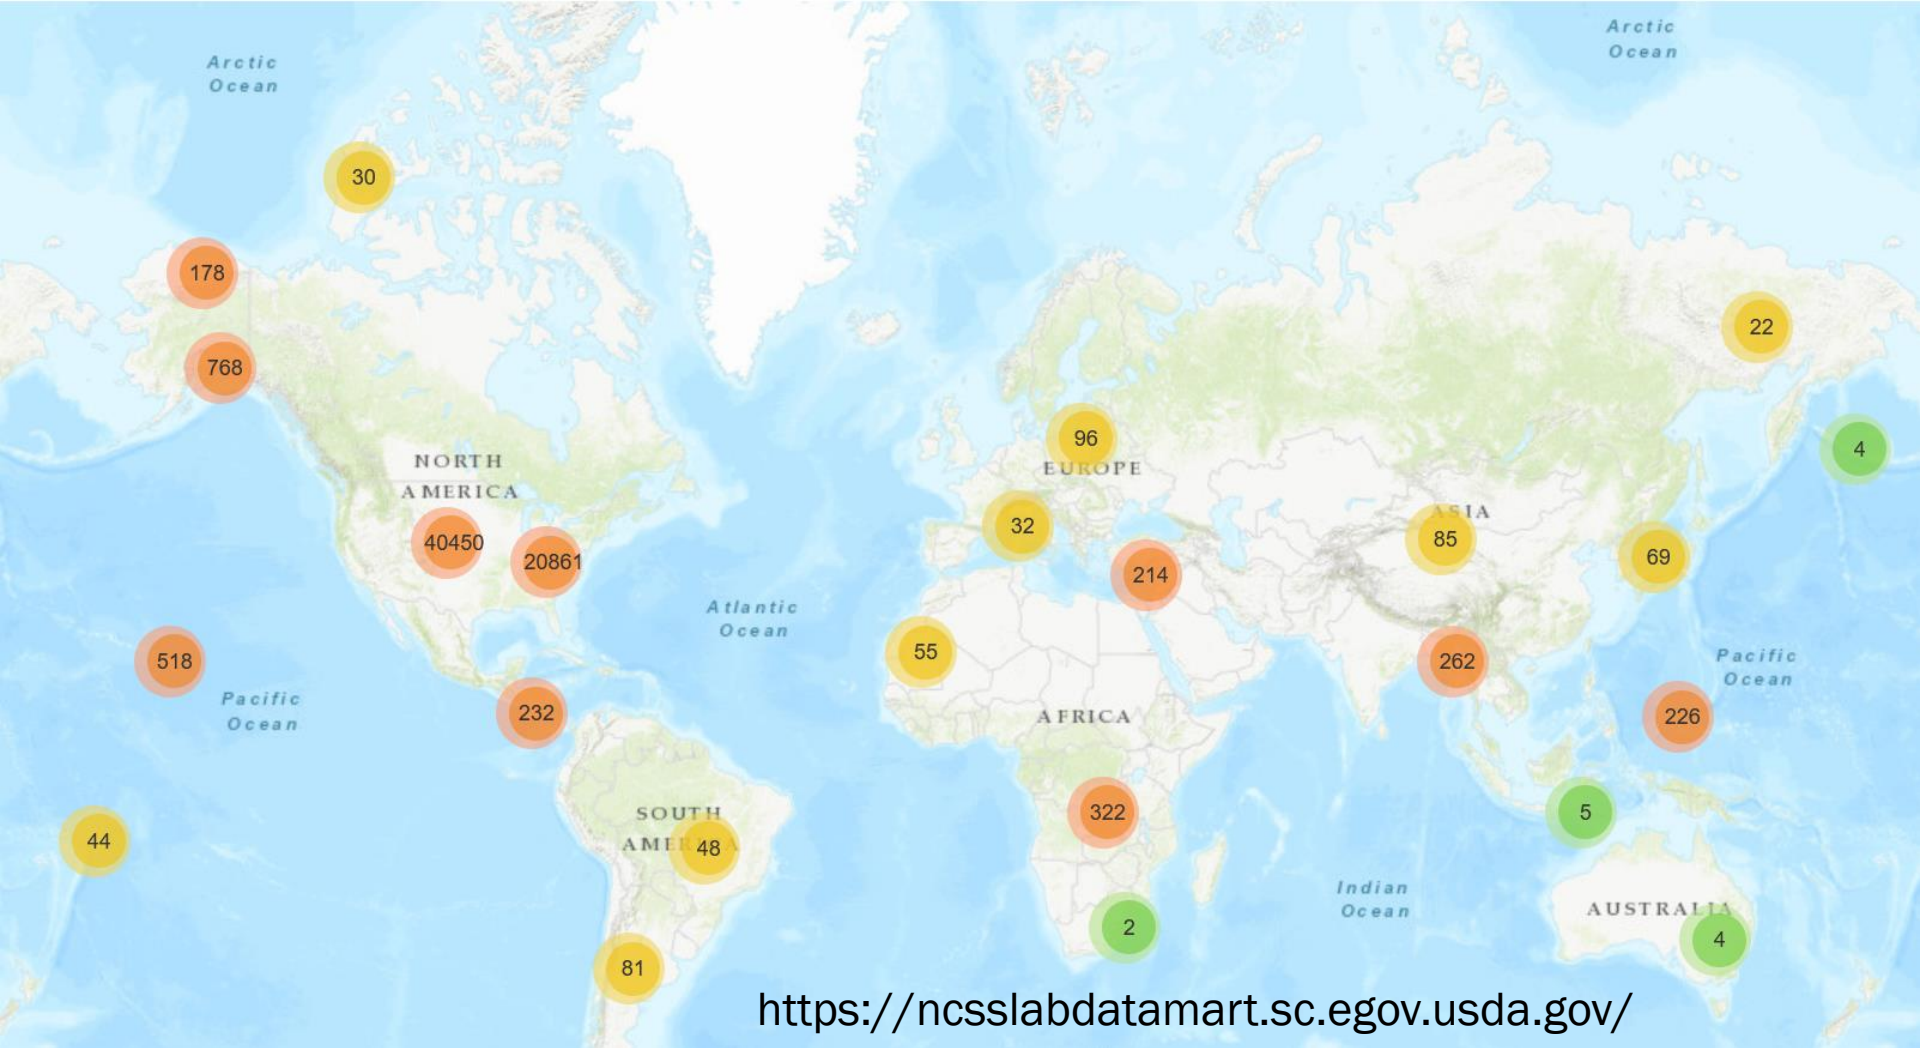 Arctic
Ocean
Arctic
Ocean
30
178
768
22
96
4
NORTH
AMERICA
EUROPE
ASIA
40450
20861
32
85
69
214
Atlantic
Ocean
518
55
262
Pacific
Ocean
Pacific
Ocean
232
AFRICA
226
SOUTH
AMERICA
44
48
322
5
Indian
Ocean
AUSTRALIA
2
4
81
https://ncsslabdatamart.sc.egov.usda.gov/